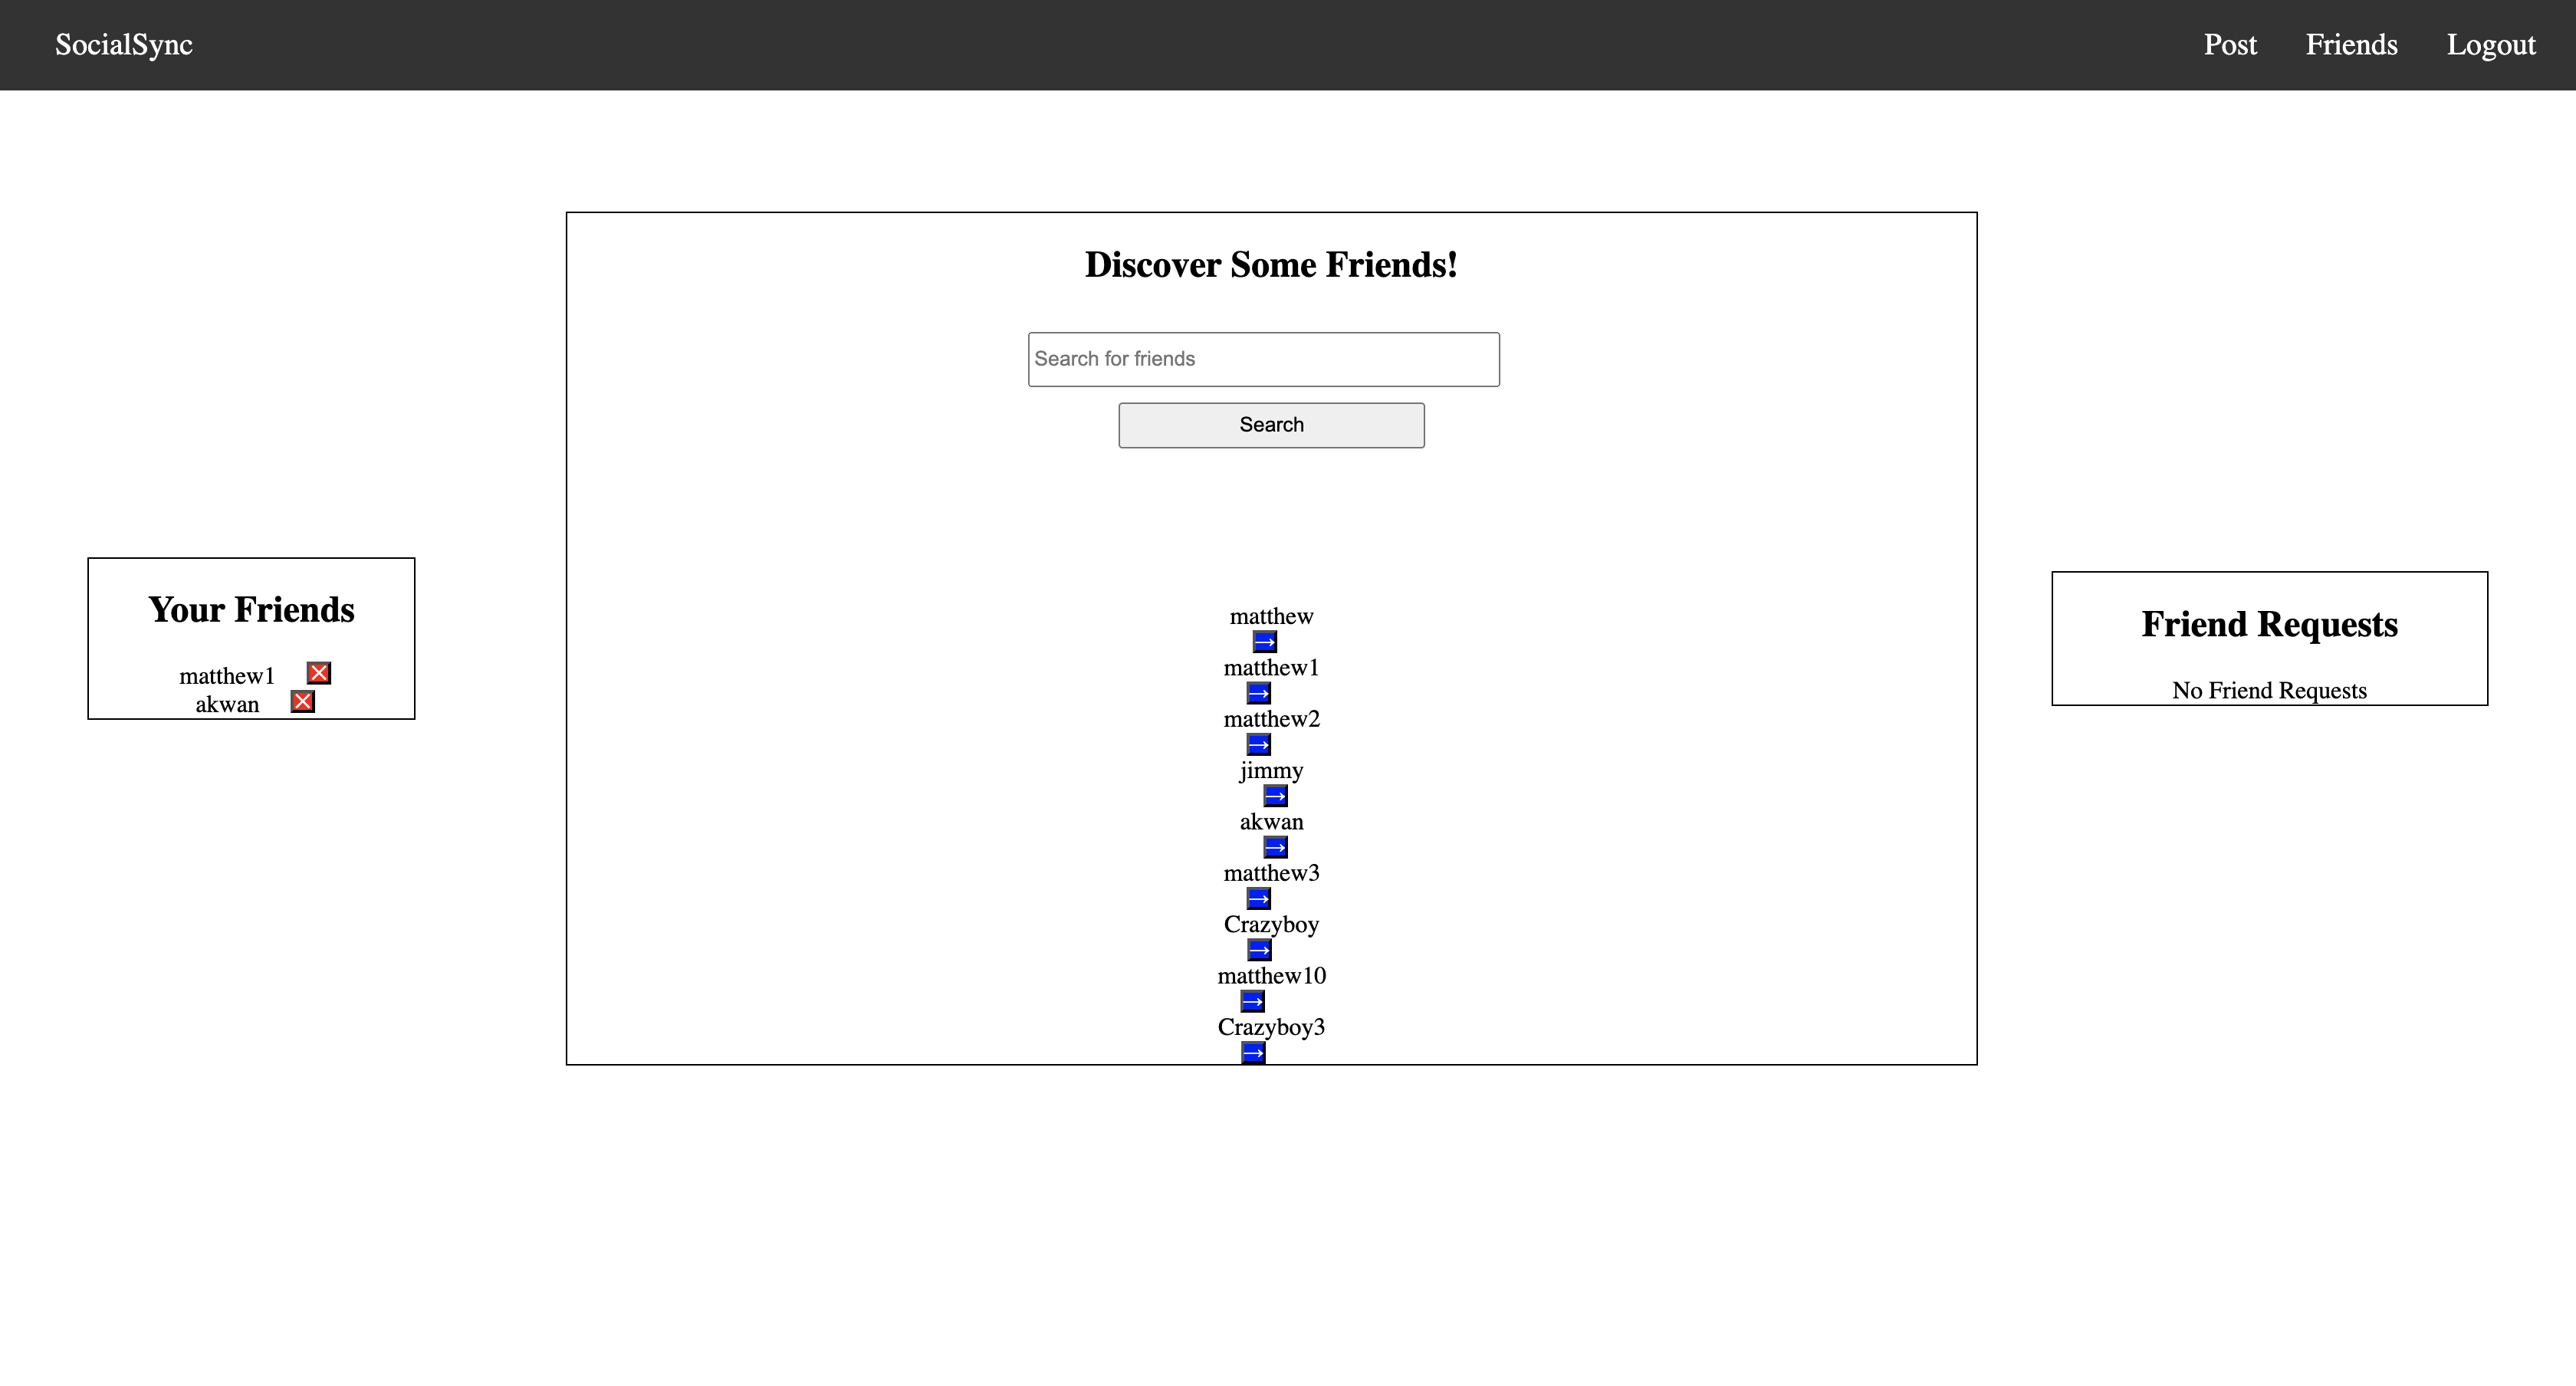 SocialSync
Post Friends Logout
Your Friends
matthew1
akwan
Discover Some Friends!
Search for friends
Search
matthew
→
matthew1
→
matthew2
→
jimmy
→
akwan
→
matthew3
→
Crazyboy
→
matthew10
→
Crazyboy3
→
Friend Requests
No Friend Requests